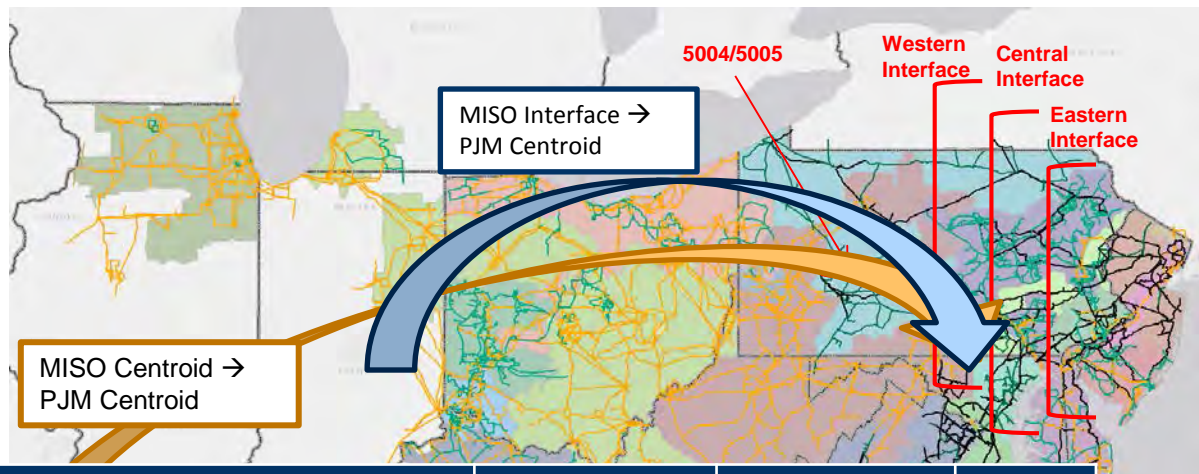 5004/5005
Western
Interface
Central
Interface
Eastern
Interface
MISO Interface →
PJM Centroid
MISO Centroid →
PJM Centroid